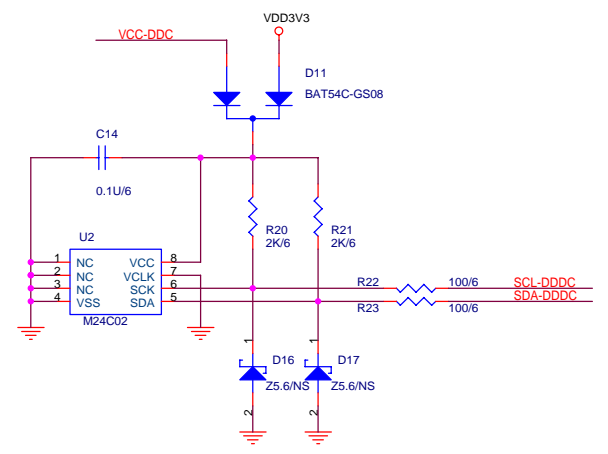 VDD3V3
VCC-DDC
D11
BAT54C-GS08
C14
0.1U/6
R20
2K/6
R21
2K/6
U2
1 NC VCC 8
2 NC VCLK 7
3 NC SCK 6
4 VSS SDA 5
M24C02
R22 100/6 SCL-DDDC
SDA-DDDC
R23 100/6
1 D16
Z5.6/NS
2
1 D17
Z5.6/NS
2